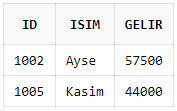 ID ISIM GELIR
1002 Ayse 57500
1005 Kasim 44000